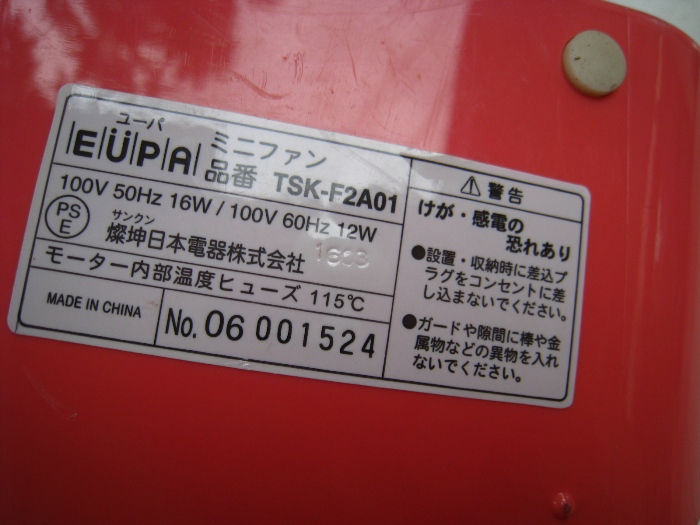 ユーパ
EÜPA
ミニファン
品番 TSK-F2A01
100V 50Hz 16W / 100V 60Hz 12W
PS
E
サンクン
燦坤日本電器株式会社
モーター内部温度ヒューズ 115℃
MADE IN CHINA
No. 06 001524
⚠ 警告
けが・感電の
恐れあり
●設置・収納時に差込プ
ラグをコンセントに差
し込まないでください。
●ガードや隙間に棒や金
属物などの異物を入れ
ないでください。